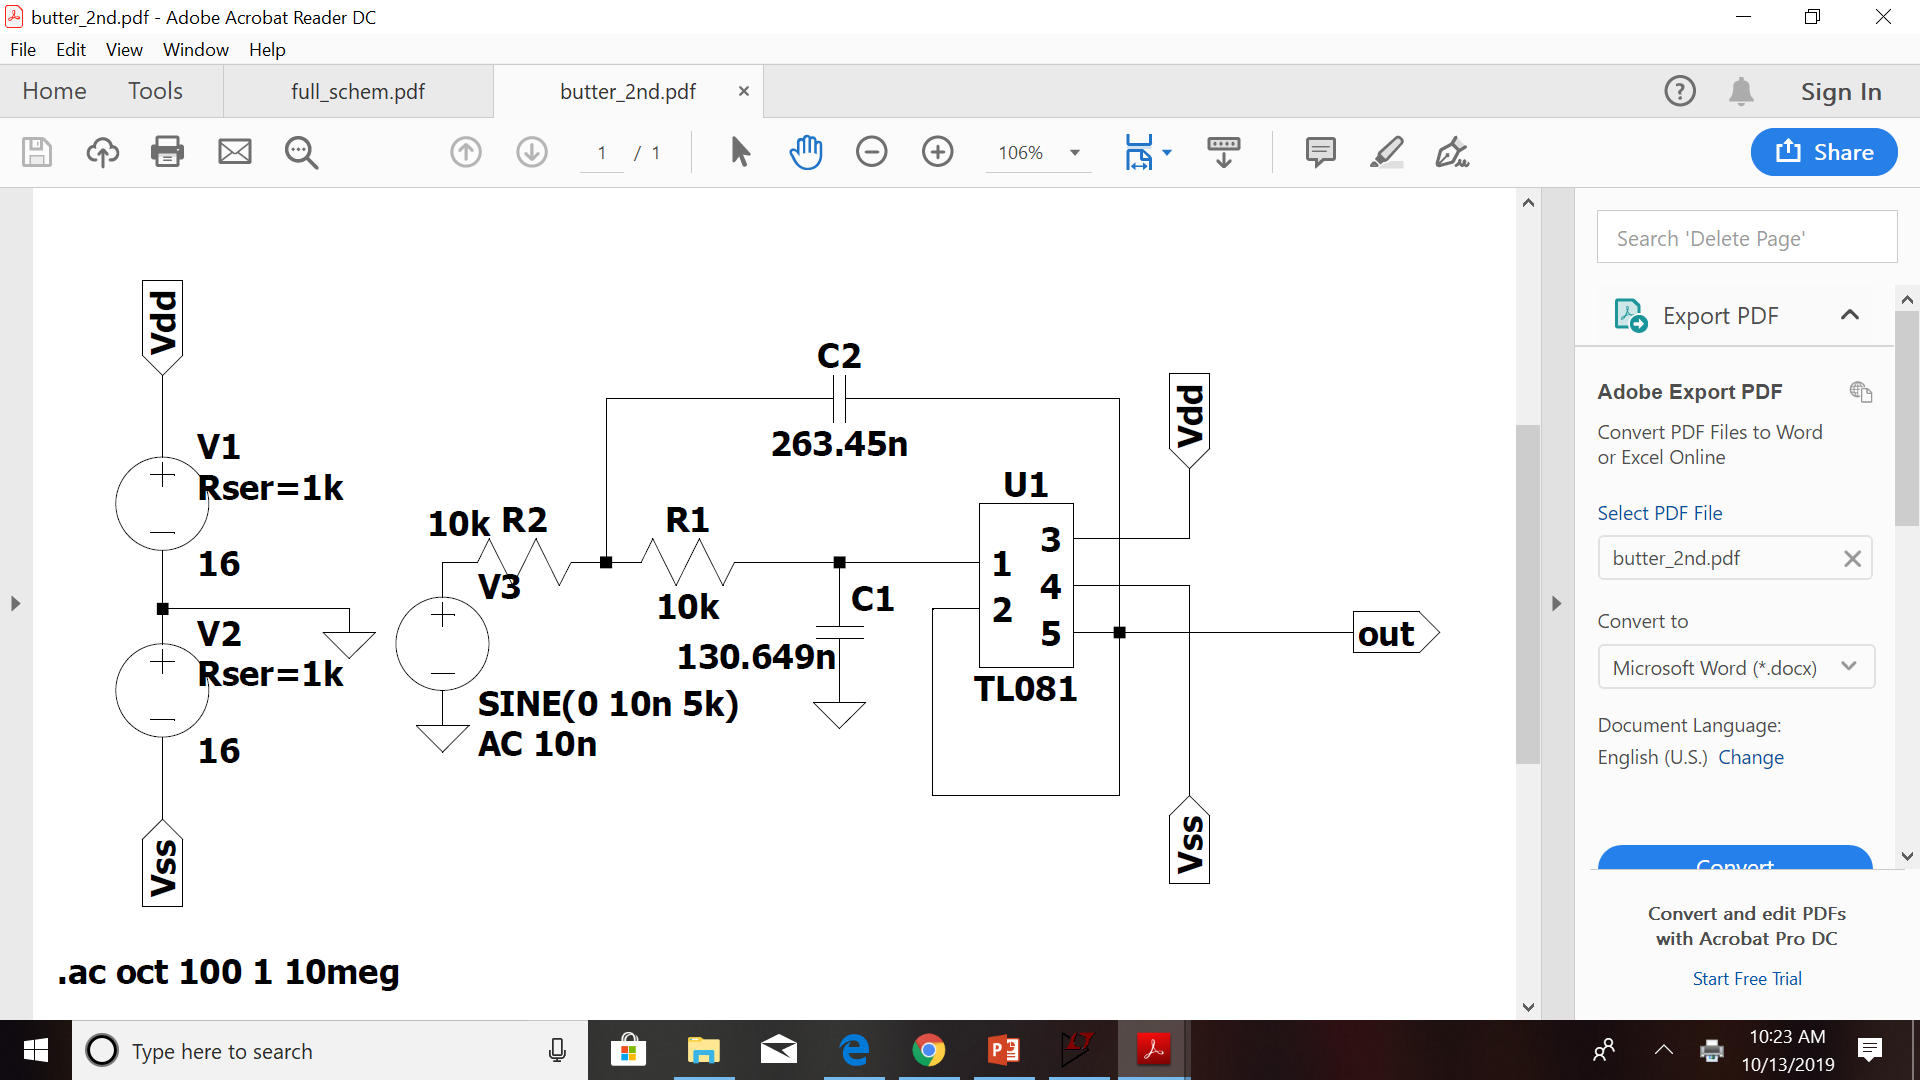 butter_2nd.pdf - Adobe Acrobat Reader DC
File Edit View Window Help
Home Tools full_schem.pdf butter_2nd.pdf × Sign In
1 / 1 106% Share
Search 'Delete Page'
Export PDF
Adobe Export PDF
Convert PDF Files to Word
or Excel Online
Select PDF File
butter_2nd.pdf
Convert to
Microsoft Word (*.docx)
Document Language:
English (U.S.) Change
Convert
Convert and edit PDFs
with Acrobat Pro DC
Start Free Trial
Vdd
V1
Rser=1k
16
V2
Rser=1k
16
Vss
10k R2
V3
SINE(0 10n 5k)
AC 10n
R1
10k
C2
263.45n
C1
130.649n
U1
1
2
3
4
5
TL081
Vdd
Vss
out
.ac oct 100 1 10meg
Type here to search
10:23 AM
10/13/2019